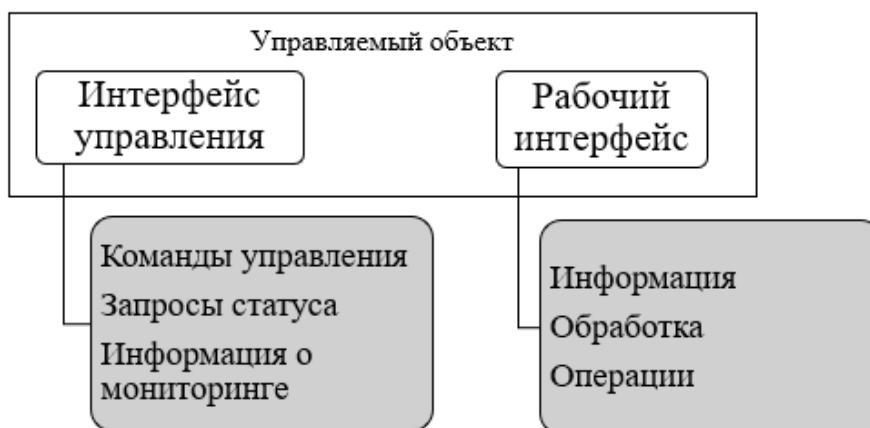 Управляемый объект
Интерфейс
управления
Рабочий
интерфейс
Команды управления
Запросы статуса
Информация о
мониторинге
Информация
Обработка
Операции